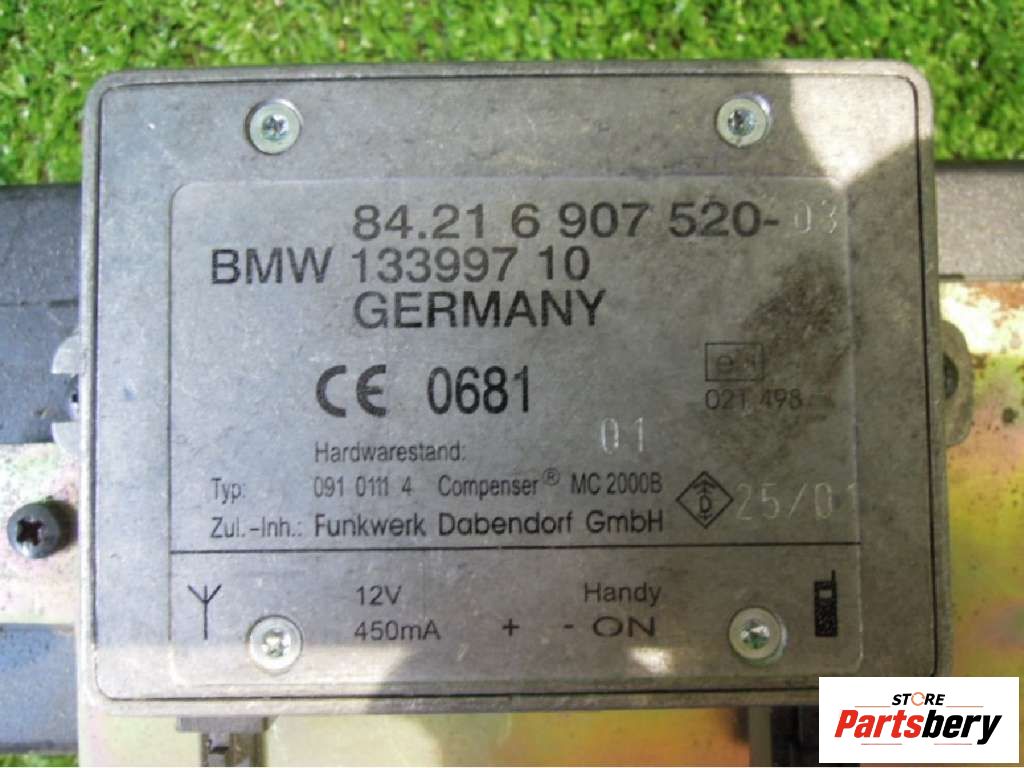 84.21 6 907 520-03
BMW 133997 10
GERMANY
CE 0681
e1
021 498
01
Hardwarestand:
Typ: 091 0111 4 Compenser® MC 2000B
D 25/01
Zul.-Inh.: Funkwerk Dabendorf GmbH
12V Handy
450mA + - ON
STORE
Partsbery